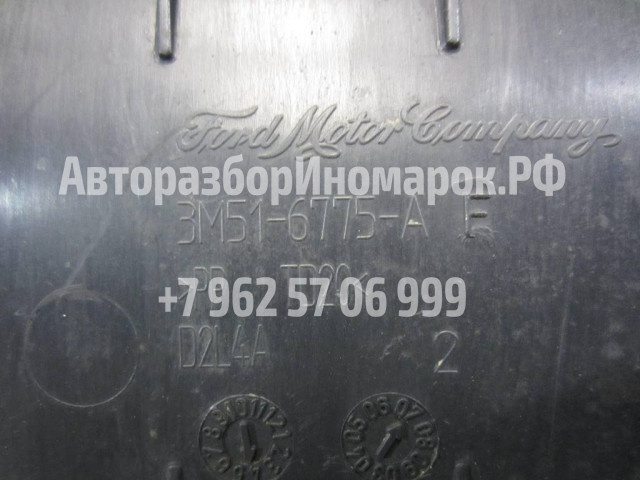 Ford Motor Company
АвторазборИномарок.РФ
3M51-6775-A E
+7 962 57 06 999
D2L4A 2